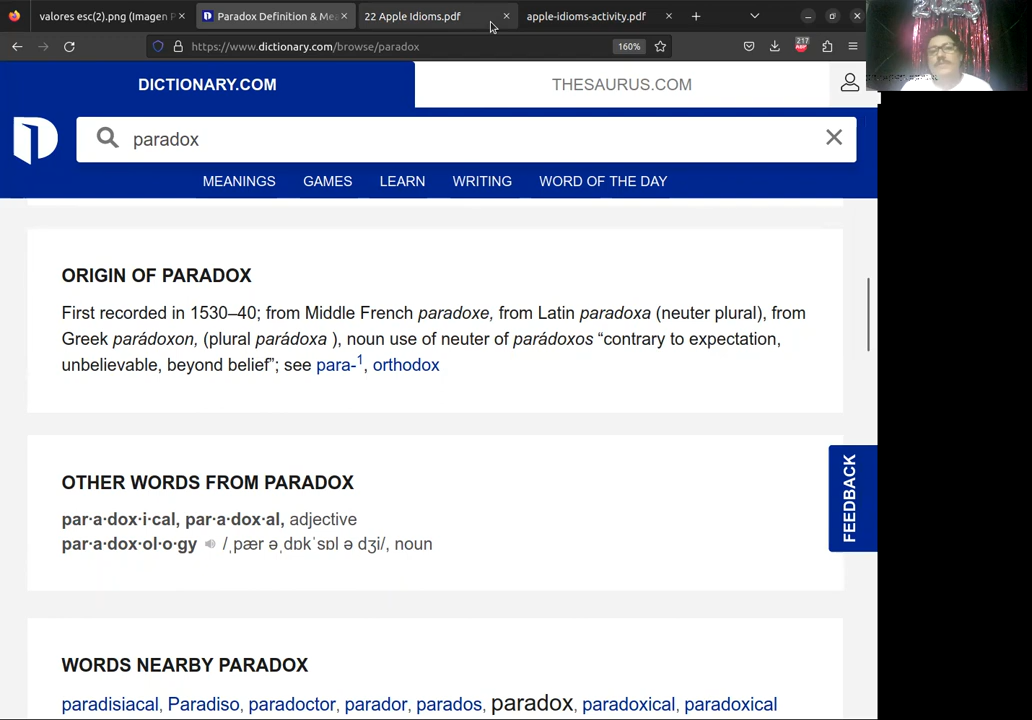 valores esc(2).png (Imagen P
Paradox Definition & Me
22 Apple Idioms.pdf
apple-idioms-activity.pdf
https://www.dictionary.com/browse/paradox
160%
217
ABP
DICTIONARY.COM
THESAURUS.COM
paradox
MEANINGS GAMES LEARN WRITING WORD OF THE DAY
ORIGIN OF PARADOX
First recorded in 1530–40; from Middle French paradoxe, from Latin paradoxa (neuter plural), from
Greek parádoxon, (plural parádoxa ), noun use of neuter of parádoxos “contrary to expectation,
unbelievable, beyond belief”; see para-1, orthodox
FEEDBACK
OTHER WORDS FROM PARADOX
par·a·dox·i·cal, par·a·dox·al, adjective
par·a·dox·ol·o·gy /ˌpær əˌdɒkˈsɒl ə dʒi/, noun
WORDS NEARBY PARADOX
paradisiacal, Paradiso, paradoctor, parador, parados, paradox, paradoxical, paradoxical